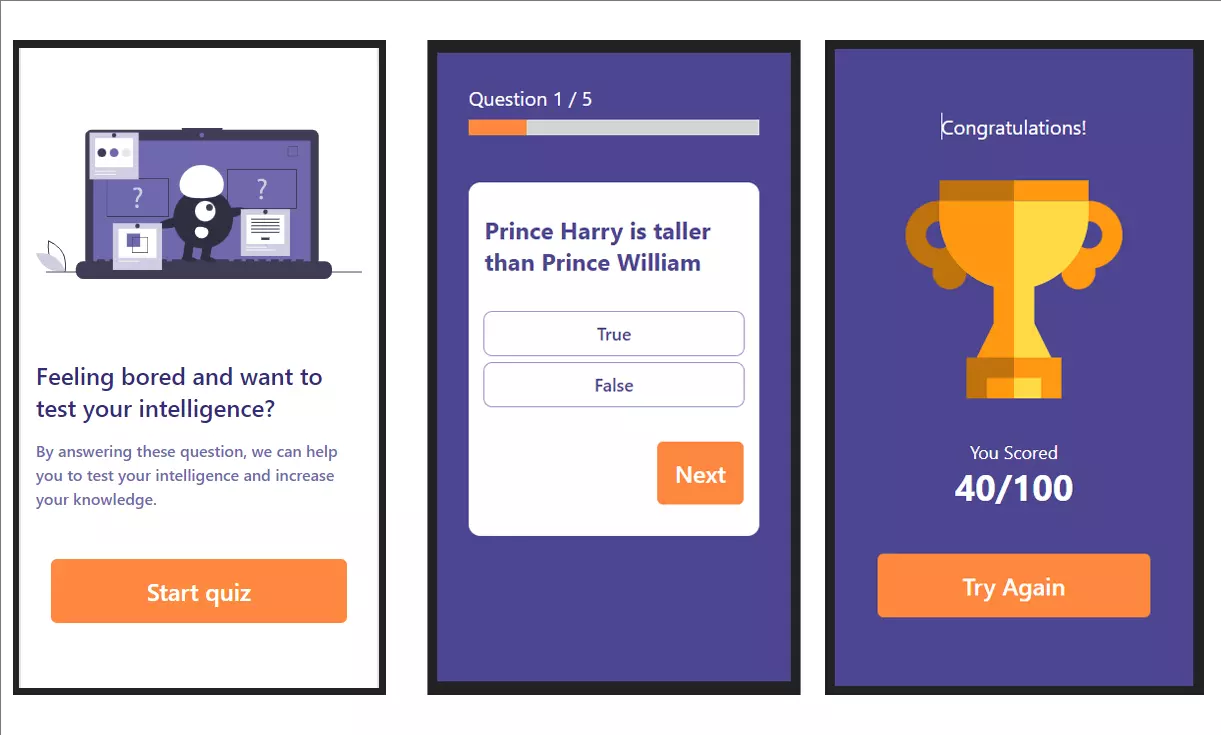 Feeling bored and want to
test your intelligence?
By answering these question, we can help
you to test your intelligence and increase
your knowledge.
Start quiz
?
?
Question 1 / 5
Prince Harry is taller
than Prince William
True
False
Next
Congratulations!
You Scored
40/100
Try Again